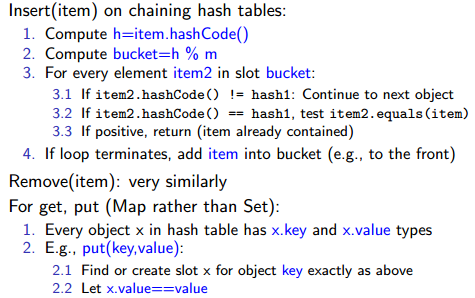 Insert(item) on chaining hash tables:
1. Compute h=item.hashCode()
2. Compute bucket=h % m
3. For every element item2 in slot bucket:
3.1 If item2.hashCode() != hash1: Continue to next object
3.2 If item2.hashCode() == hash1, test item2.equals(item)
3.3 If positive, return (item already contained)
4. If loop terminates, add item into bucket (e.g., to the front)
Remove(item): very similarly
For get, put (Map rather than Set):
1. Every object x in hash table has x.key and x.value types
2. E.g., put(key,value):
2.1 Find or create slot x for object key exactly as above
2.2 Let x.value==value